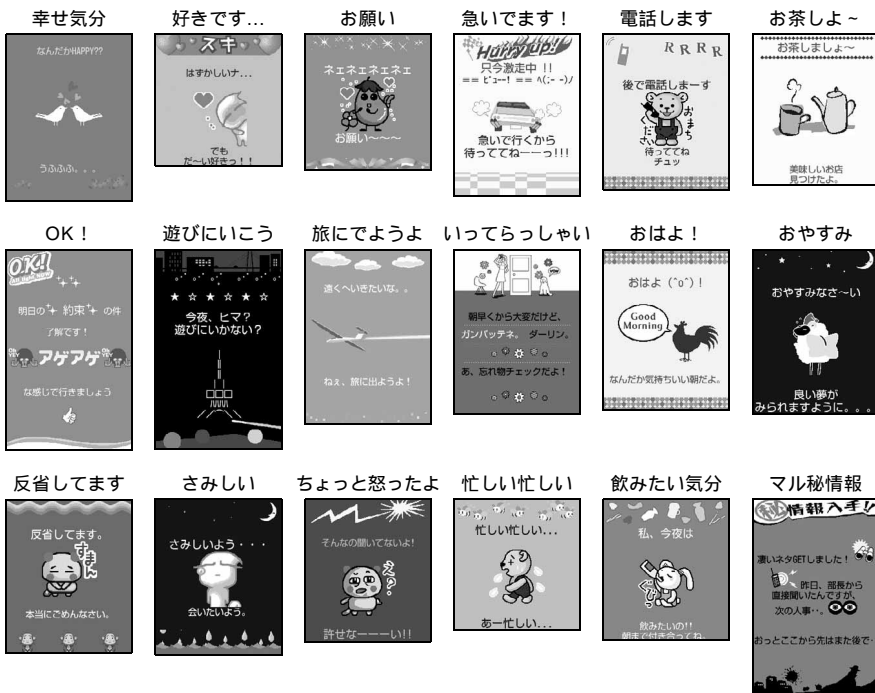 幸せ気分
なんだかHAPPY??
うふふふ。。
好きです...
スキ
はずかしいナ...
でも
だ〜い好きっ！！
お願い
ネェネェネェネェ
お願い〜〜〜
急いでます！
Hurry up!
只今激走中 !!
== ﾋﾞｭｰｰ! == ﾍ(;- -)ﾉ
急いで行くから
待っててねーーっ!!!
電話します
R R R R
後で電話しまーす
おまち
ください
待っててね
チュッ
お茶しよ～
お茶しましょ〜
美味しいお店
見つけたよ。
OK！
O.K!
All right Now!
明日の 約束 の件
了解です！
アゲアゲ
な感じで行きましょう
遊びにいこう
★ ☆ ★ ☆ ★ ☆
今夜、ヒマ？
遊びにいかない？
旅にでようよ
遠くへいきたいな。。
ねぇ、旅に出ようよ！
いってらっしゃい
朝早くから大変だけど、
ガンバッテネ。 ダーリン。
あ、忘れ物チェックだよ！
おはよ！
おはよ (^o^)！
Good
Morning
なんだか気持ちいい朝だよ。
おやすみ
おやすみなさ〜い
良い夢が
みられますように。。。
反省してます
反省してます。
すまん
本当にごめんなさい。
さみしい
さみしいよう・・・
会いたいよう。
ちょっと怒ったよ
そんなの聞いてないよ!
え?。
許せなーーーい!!
忙しい忙しい
忙しい忙しい...
あー忙しい...
飲みたい気分
私、今夜は
ぐびっ
飲みたいの!!
朝まで付き合ってね。
マル秘情報
情報入手!!
凄いネタGETしました！
昨日、部長から
直接聞いたんですが、
次の人事・・。
おっとここから先はまた後で・